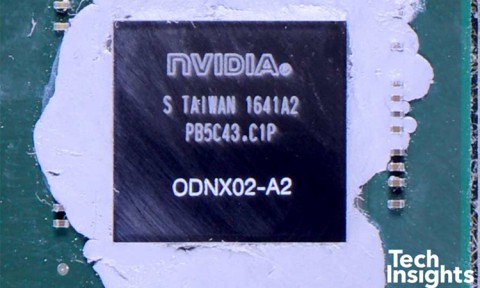 NVIDIA®
S TAIWAN 1641A2
PB5C43.C1P
ODNX02-A2
Tech
Insights